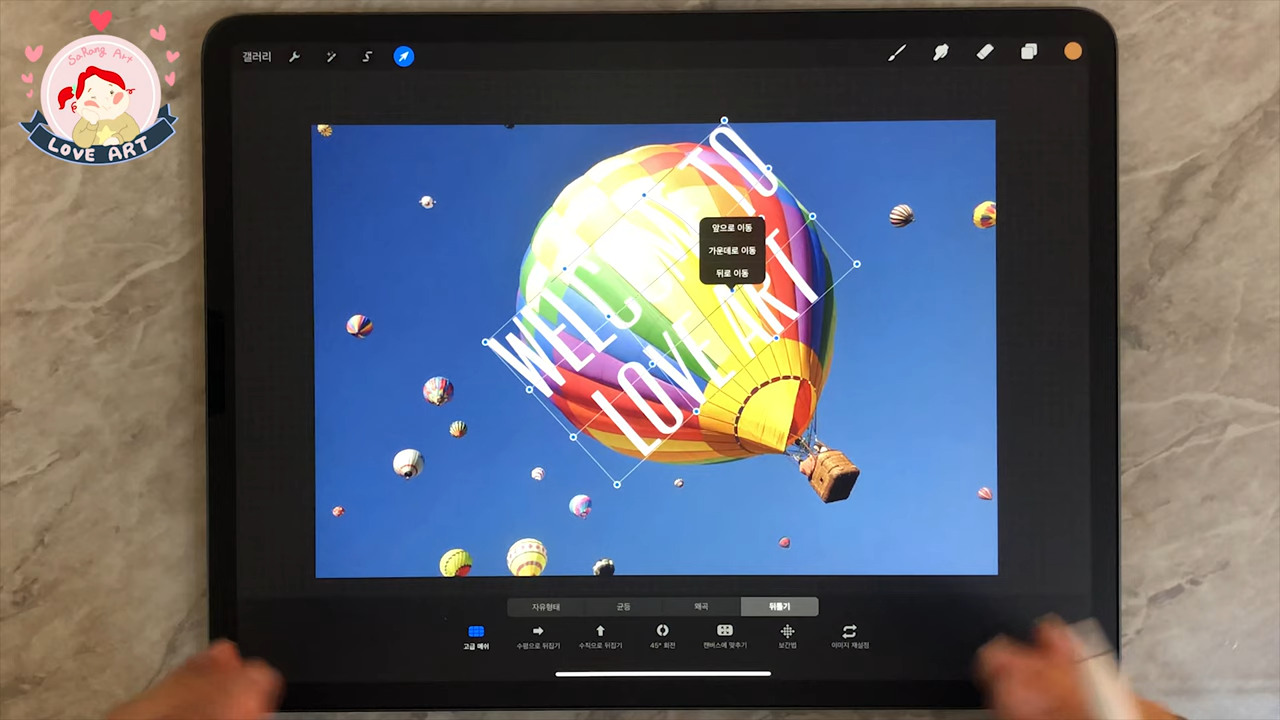 SaRang Art
LOVE ART
갤러리
WELCOM TO
LOVE ART
앞으로 이동
가운데로 이동
뒤로 이동
자유형태
균등
왜곡
뒤틀기
고급 메쉬
수평으로 뒤집기
수직으로 뒤집기
45° 회전
캔버스에 맞추기
보간법
이미지 재설정